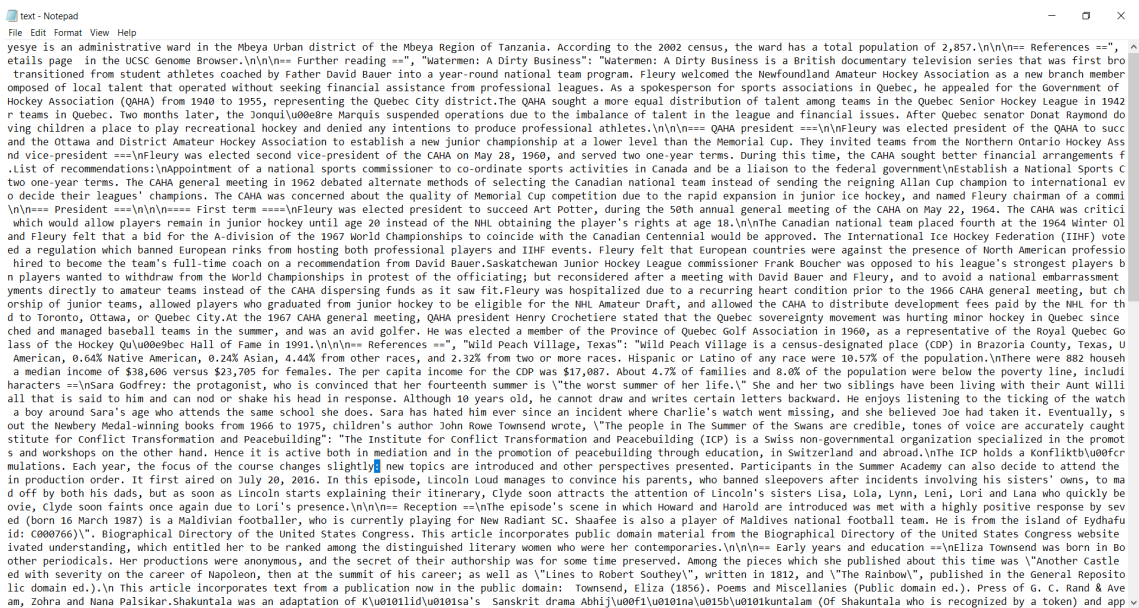 text - Notepad
File Edit Format View Help
yesye is an administrative ward in the Mbeya Urban district of the Mbeya Region of Tanzania. According to the 2002 census, the ward has a total population of 2,857.\n\n\n== References ==",
etails page  in the UCSC Genome Browser.\n\n\n== Further reading ==", "Watermen: A Dirty Business": "Watermen: A Dirty Business is a British documentary television series that was first bro
transitioned from student athletes coached by Father David Bauer into a year-round national team program. Fleury welcomed the Newfoundland Amateur Hockey Association as a new branch member
omposed of local talent that operated without seeking financial assistance from professional leagues. As a spokesperson for sports associations in Quebec, he appealed for the Government of
Hockey Association (QAHA) from 1940 to 1955, representing the Quebec City district.The QAHA sought a more equal distribution of talent among teams in the Quebec Senior Hockey League in 1942
r teams in Quebec. Two months later, the Jonqui\u00e8re Marquis suspended operations due to the imbalance of talent in the league and financial issues. After Quebec senator Donat Raymond do
ving children a place to play recreational hockey and denied any intentions to produce professional athletes.\n\n\n=== QAHA president ===\n\nFleury was elected president of the QAHA to succ
and the Ottawa and District Amateur Hockey Association to establish a new junior championship at a lower level than the Memorial Cup. They invited teams from the Northern Ontario Hockey Ass
nd vice-president ===\nFleury was elected second vice-president of the CAHA on May 28, 1960, and served two one-year terms. During this time, the CAHA sought better financial arrangements f
.List of recommendations:\nAppointment of a national sports commissioner to co-ordinate sports activities in Canada and be a liaison to the federal government\nEstablish a National Sports C
two one-year terms. The CAHA general meeting in 1962 debated alternate methods of selecting the Canadian national team instead of sending the reigning Allan Cup champion to international ev
o decide their leagues' champions. The CAHA was concerned about the quality of Memorial Cup competition due to the rapid expansion in junior ice hockey, and named Fleury chairman of a commi
\n\n=== President ===\n\n\n==== First term ====\nFleury was elected president to succeed Art Potter, during the 50th annual general meeting of the CAHA on May 22, 1964. The CAHA was critici
which would allow players remain in junior hockey until age 20 instead of the NHL obtaining the player's rights at age 18.\n\nThe Canadian national team placed fourth at the 1964 Winter Ol
and Fleury felt that a bid for the A-division of the 1967 World Championships to coincide with the Canadian Centennial would be approved. The International Ice Hockey Federation (IIHF) vote
ed a regulation which banned European rinks from hosting both professional players and IIHF events. Fleury felt that European countries were against the presence of North American professio
hired to become the team's full-time coach on a recommendation from David Bauer.Saskatchewan Junior Hockey League commissioner Frank Boucher was opposed to his league's strongest players b
n players wanted to withdraw from the World Championships in protest of the officiating; but reconsidered after a meeting with David Bauer and Fleury, and to avoid a national embarrassment
yments directly to amateur teams instead of the CAHA dispersing funds as it saw fit.Fleury was hospitalized due to a recurring heart condition prior to the 1966 CAHA general meeting, but ch
orship of junior teams, allowed players who graduated from junior hockey to be eligible for the NHL Amateur Draft, and allowed the CAHA to distribute development fees paid by the NHL for th
d to Toronto, Ottawa, or Quebec City.At the 1967 CAHA general meeting, QAHA president Henry Crochetiere stated that the Quebec sovereignty movement was hurting minor hockey in Quebec since
ched and managed baseball teams in the summer, and was an avid golfer. He was elected a member of the Province of Quebec Golf Association in 1960, as a representative of the Royal Quebec Go
lass of the Hockey Qu\u00e9bec Hall of Fame in 1991.\n\n\n== References ==", "Wild Peach Village, Texas": "Wild Peach Village is a census-designated place (CDP) in Brazoria County, Texas, U
American, 0.64% Native American, 0.24% Asian, 4.44% from other races, and 2.32% from two or more races. Hispanic or Latino of any race were 10.57% of the population.\nThere were 882 househ
a median income of $38,606 versus $23,705 for females. The per capita income for the CDP was $17,087. About 4.7% of families and 8.0% of the population were below the poverty line, includi
haracters ==\nSara Godfrey: the protagonist, who is convinced that her fourteenth summer is \"the worst summer of her life.\" She and her two siblings have been living with their Aunt Willi
all that is said to him and can nod or shake his head in response. Although 10 years old, he cannot draw and writes certain letters backward. He enjoys listening to the ticking of the watch
a boy around Sara's age who attends the same school she does. Sara has hated him ever since an incident where Charlie's watch went missing, and she believed Joe had taken it. Eventually, s
out the Newbery Medal-winning books from 1966 to 1975, children's author John Rowe Townsend wrote, \"The people in The Summer of the Swans are credible, tones of voice are accurately caught
stitute for Conflict Transformation and Peacebuilding": "The Institute for Conflict Transformation and Peacebuilding (ICP) is a Swiss non-governmental organization specialized in the promot
s and workshops on the other hand. Hence it is active both in mediation and in the promotion of peacebuilding through education, in Switzerland and abroad.\nThe ICP holds a Konfliktb\u00fcr
mulations. Each year, the focus of the course changes slightly: new topics are introduced and other perspectives presented. Participants in the Summer Academy can also decide to attend the
in production order. It first aired on July 20, 2016. In this episode, Lincoln Loud manages to convince his parents, who banned sleepovers after incidents involving his sisters' owns, to ma
d off by both his dads, but as soon as Lincoln starts explaining their itinerary, Clyde soon attracts the attention of Lincoln's sisters Lisa, Lola, Lynn, Leni, Lori and Lana who quickly be
ovie, Clyde soon faints once again due to Lori's presence.\n\n\n== Reception ==\nThe episode's scene in which Howard and Harold are introduced was met with a highly positive response by sev
ed (born 16 March 1987) is a Maldivian footballer, who is currently playing for New Radiant SC. Shaafee is also a player of Maldives national football team. He is from the island of Eydhafu
id: C000766)\". Biographical Directory of the United States Congress. This article incorporates public domain material from the Biographical Directory of the United States Congress website
ivated understanding, which entitled her to be ranked among the distinguished literary women who were her contemporaries.\n\n\n== Early years and education ==\nEliza Townsend was born in Bo
other periodicals. Her productions were anonymous, and the secret of their authorship was for some time preserved. Among the pieces which she published about this time was \"Another Castle
ed with severity on the career of Napoleon, then at the summit of his career; as well as \"Lines to Robert Southey\", written in 1812, and \"The Rainbow\", published in the General Reposito
lic domain ed.).\n This article incorporates text from a publication now in the public domain:  Townsend, Eliza (1856). Poems and Miscellanies (Public domain ed.). Press of G. C. Rand & Ave
am, Zohra and Nana Palsikar.Shakuntala was an adaptation of K\u0101lid\u0101sa's  Sanskrit drama Abhij\u00f1\u0101na\u015b\u0101kuntalam (Of Shakuntala who is recognized by a token) and app